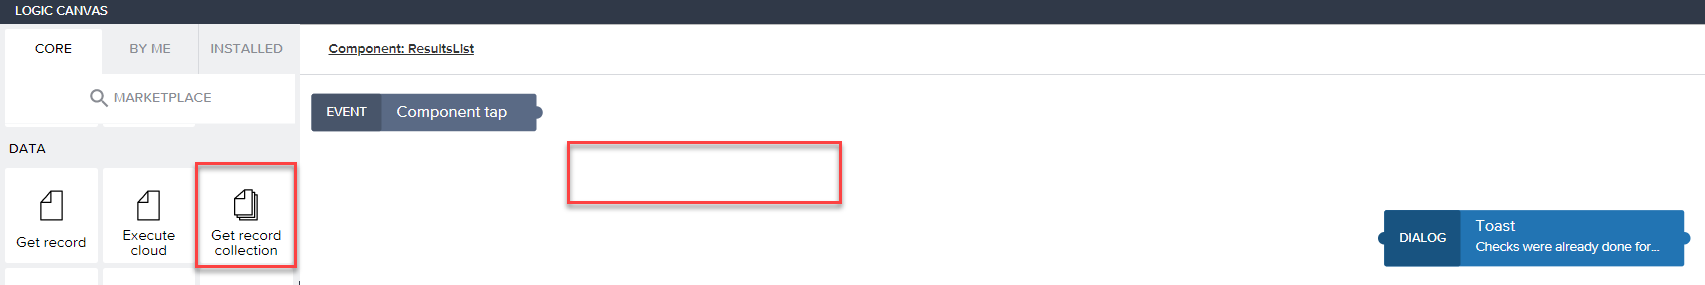 LOGIC CANVAS
CORE
BY ME
INSTALLED
Component: ResultsList
MARKETPLACE
EVENT
Component tap
DATA
Get record
Execute
cloud
Get record
collection
DIALOG
Toast
Checks were already done for...